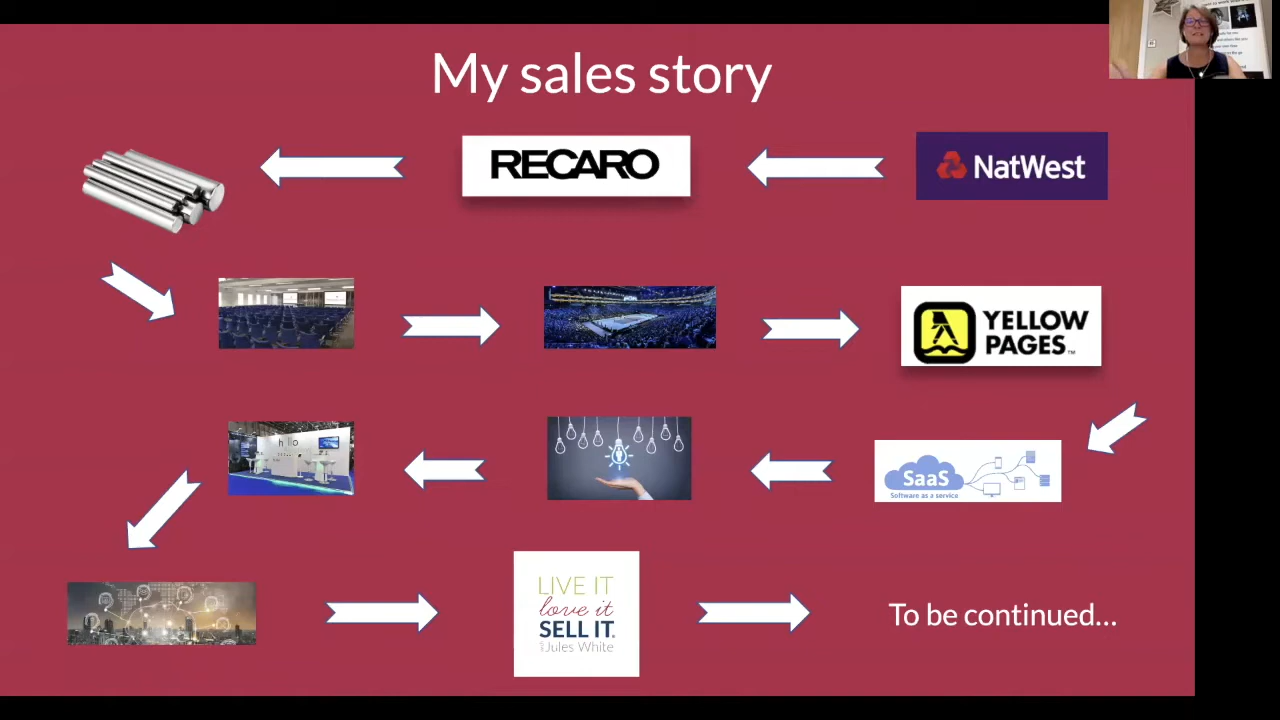 My sales story
RECARO
NatWest
YELLOW
PAGES™
SaaS
Software as a service
LIVE IT
love it
SELL IT.
Jules White
To be continued...